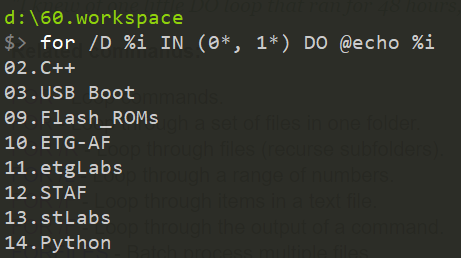 d:\60.workspace
$> for /D %i IN (0*, 1*) DO @echo %i
02.C++
03.USB Boot
09.Flash_ROMs
10.ETG-AF
11.etgLabs
12.STAF
13.stLabs
14.Python